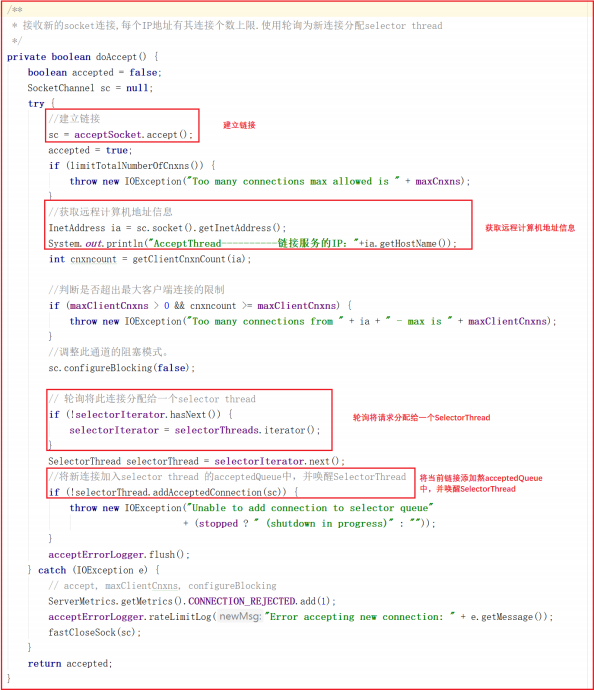 /**
 * 接收新的socket连接,每个IP地址有其连接个数上限.使用轮询为新连接分配selector thread
 */
private boolean doAccept() {
    boolean accepted = false;
    SocketChannel sc = null;
    try {
        //建立链接
        sc = acceptSocket.accept();
建立链接
        accepted = true;
        if (limitTotalNumberOfCnxns()) {
            throw new IOException("Too many connections max allowed is " + maxCnxns);
        }
        //获取远程计算机地址信息
        InetAddress ia = sc.socket().getInetAddress();
获取远程计算机地址信息
        System.out.println("AcceptThread----------链接服务的IP："+ia.getHostName());
        int cnxncount = getClientCnxnCount(ia);
        //判断是否超出最大客户端连接的限制
        if (maxClientCnxns > 0 && cnxncount >= maxClientCnxns) {
            throw new IOException("Too many connections from " + ia + " - max is " + maxClientCnxns);
        }
        //调整此通道的阻塞模式。
        sc.configureBlocking(false);
        // 轮询将此连接分配给一个selector thread
        if (!selectorIterator.hasNext()) {
轮询将请求分配给一个SelectorThread
            selectorIterator = selectorThreads.iterator();
        }
        SelectorThread selectorThread = selectorIterator.next();
        //将新连接加入selector thread 的acceptedQueue中，并唤醒SelectorThread
        if (!selectorThread.addAcceptedConnection(sc)) {
将当前链接添加熬acceptedQueue
中，并唤醒SelectorThread
            throw new IOException("Unable to add connection to selector queue"
                    + (stopped ? " (shutdown in progress)" : ""));
        }
        acceptErrorLogger.flush();
    } catch (IOException e) {
        // accept, maxClientCnxns, configureBlocking
        ServerMetrics.getMetrics().CONNECTION_REJECTED.add(1);
        acceptErrorLogger.rateLimitLog( newMsg: "Error accepting new connection: " + e.getMessage());
        fastCloseSock(sc);
    }
    return accepted;
}